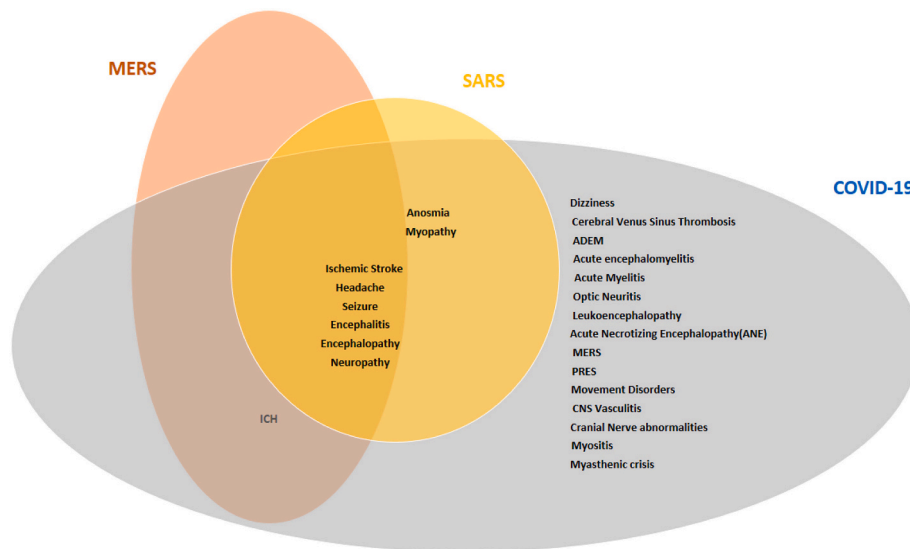 MERS
SARS
COVID-19
Anosmia
Myopathy
Ischemic Stroke
Headache
Seizure
Encephalitis
Encephalopathy
Neuropathy
ICH
Dizziness
Cerebral Venus Sinus Thrombosis
ADEM
Acute encephalomyelitis
Acute Myelitis
Optic Neuritis
Leukoencephalopathy
Acute Necrotizing Encephalopathy(ANE)
MERS
PRES
Movement Disorders
CNS Vasculitis
Cranial Nerve abnormalities
Myositis
Myasthenic crisis